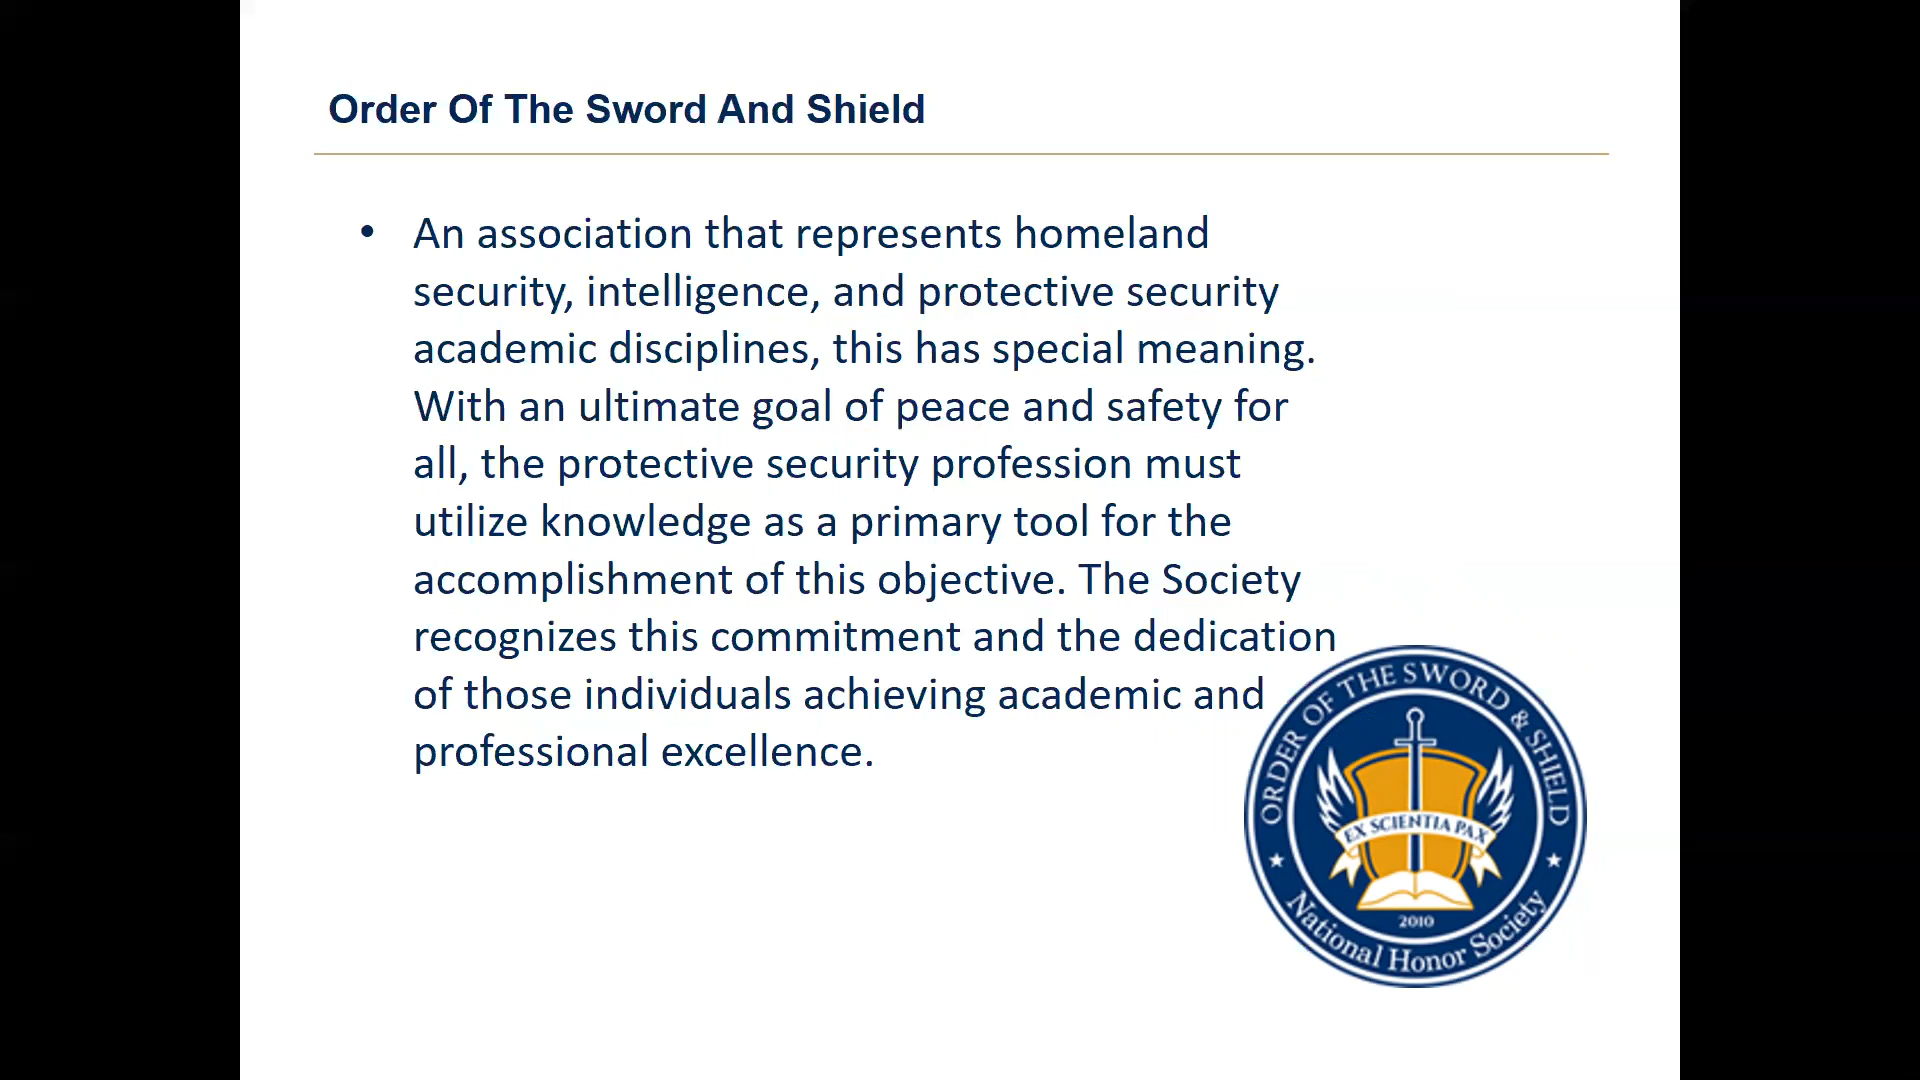 Order Of The Sword And Shield
• An association that represents homeland
security, intelligence, and protective security
academic disciplines, this has special meaning.
With an ultimate goal of peace and safety for
all, the protective security profession must
utilize knowledge as a primary tool for the
accomplishment of this objective. The Society
recognizes this commitment and the dedication
of those individuals achieving academic and
professional excellence.
ORDER OF THE SWORD & SHIELD
EX SCIENTIA PAX
2010
National Honor Society